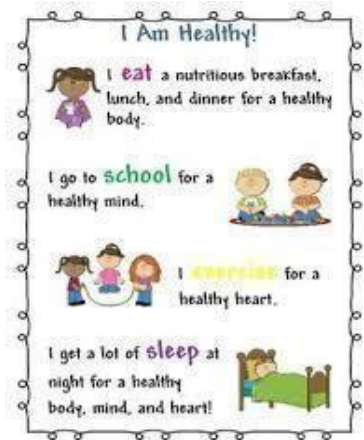 I Am Healthy!
I eat a nutritious breakfast,
lunch, and dinner for a healthy
body.
I go to school for a
healthy mind.
I exercise for a
healthy heart.
I get a lot of sleep at
night for a healthy
body, mind, and heart!